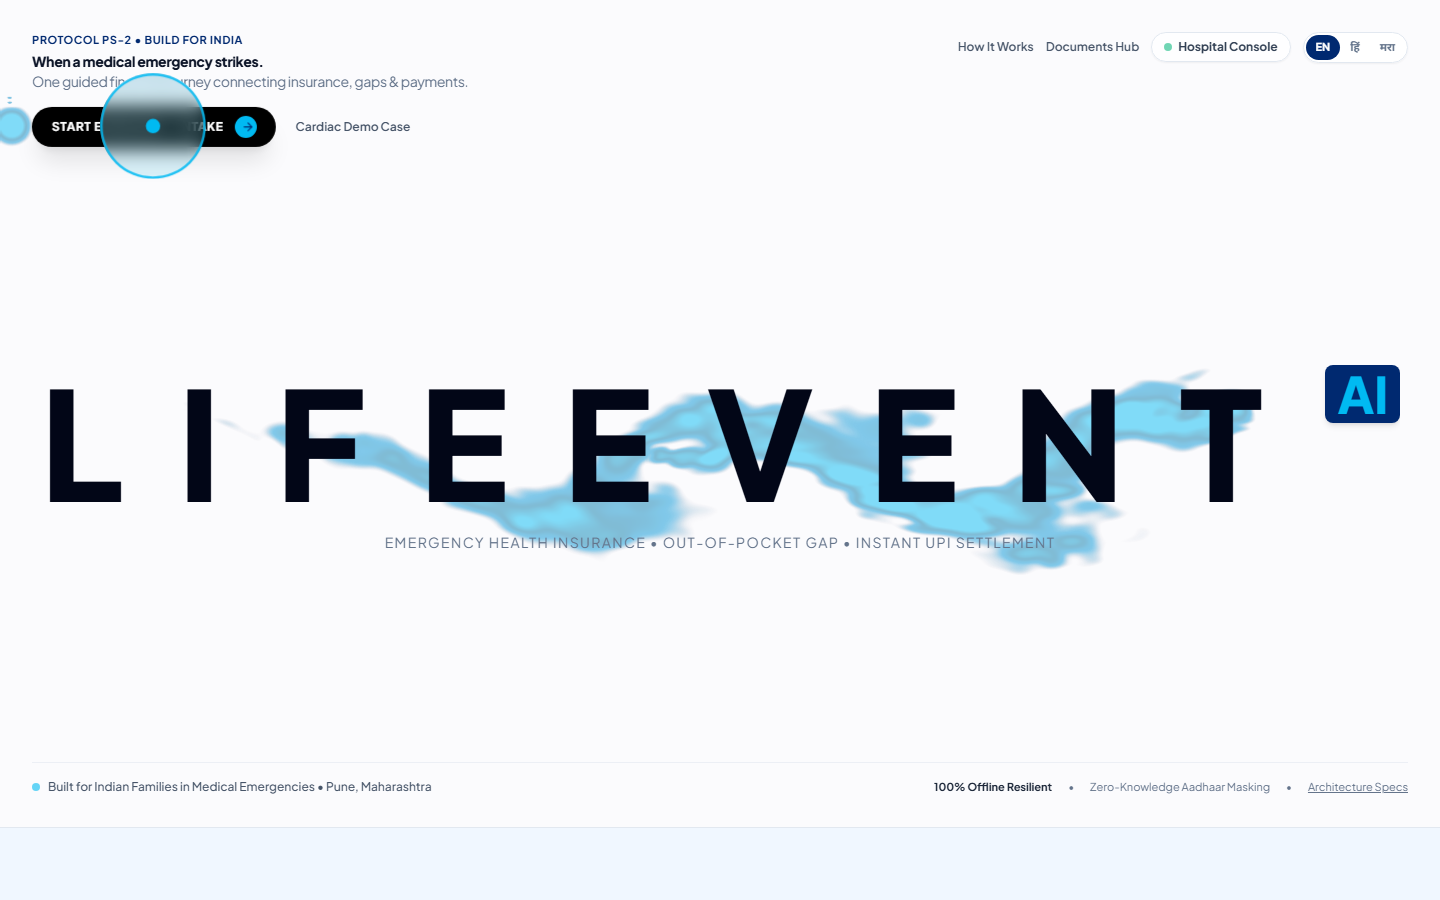 PROTOCOL PS-2 • BUILD FOR INDIA
When a medical emergency strikes.
One guided connecting insurance, gaps & payments.
START
Cardiac Demo Case
How It Works
Documents Hub
Hospital Console
EN
हिं
मरा
LIFEEVENT
AI
EMERGENCY HEALTH INSURANCE • OUT-OF-POCKET GAP • INSTANT UPI SETTLEMENT
Built for Indian Families in Medical Emergencies • Pune, Maharashtra
100% Offline Resilient • Zero-Knowledge Aadhaar Masking • Architecture Specs